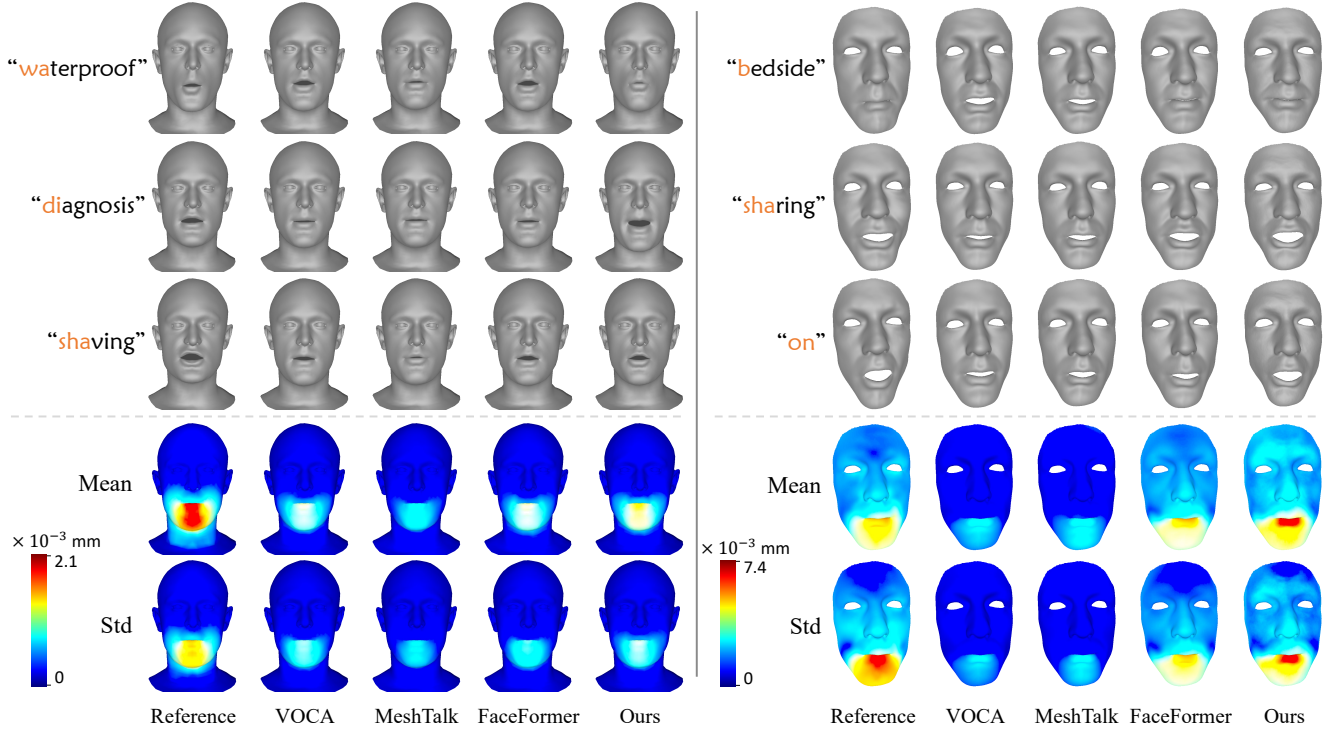 “waterproof”
“diagnosis”
“shaving”
Mean
× 10⁻³ mm
2.1
Std
0
Reference VOCA MeshTalk FaceFormer Ours
“bedside”
“sharing”
“on”
Mean
× 10⁻³ mm
7.4
Std
0
Reference VOCA MeshTalk FaceFormer Ours